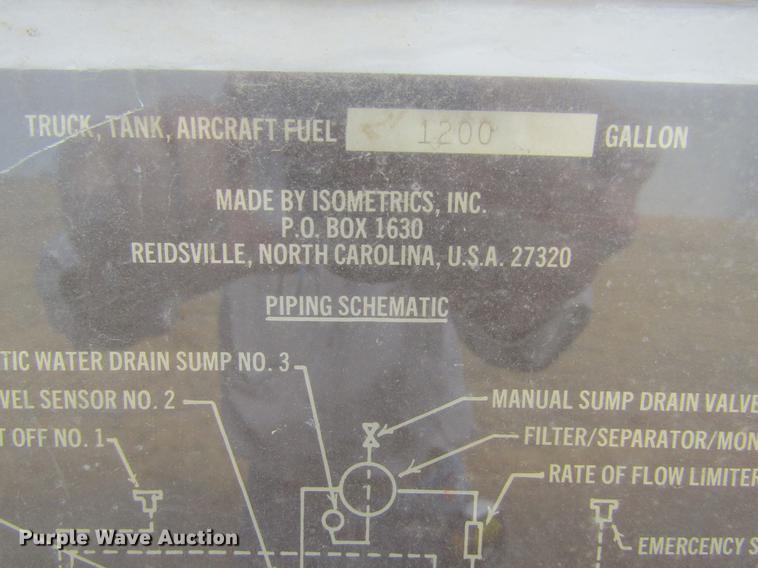 TRUCK, TANK, AIRCRAFT FUEL 1200 GALLON
MADE BY ISOMETRICS, INC.
P.O. BOX 1630
REIDSVILLE, NORTH CAROLINA, U.S.A. 27320
PIPING SCHEMATIC
TIC WATER DRAIN SUMP NO. 3
VEL SENSOR NO. 2
MANUAL SUMP DRAIN VALVE
T OFF NO. 1
FILTER/SEPARATOR/MON
RATE OF FLOW LIMITER
EMERGENCY S
Purple Wave Auction